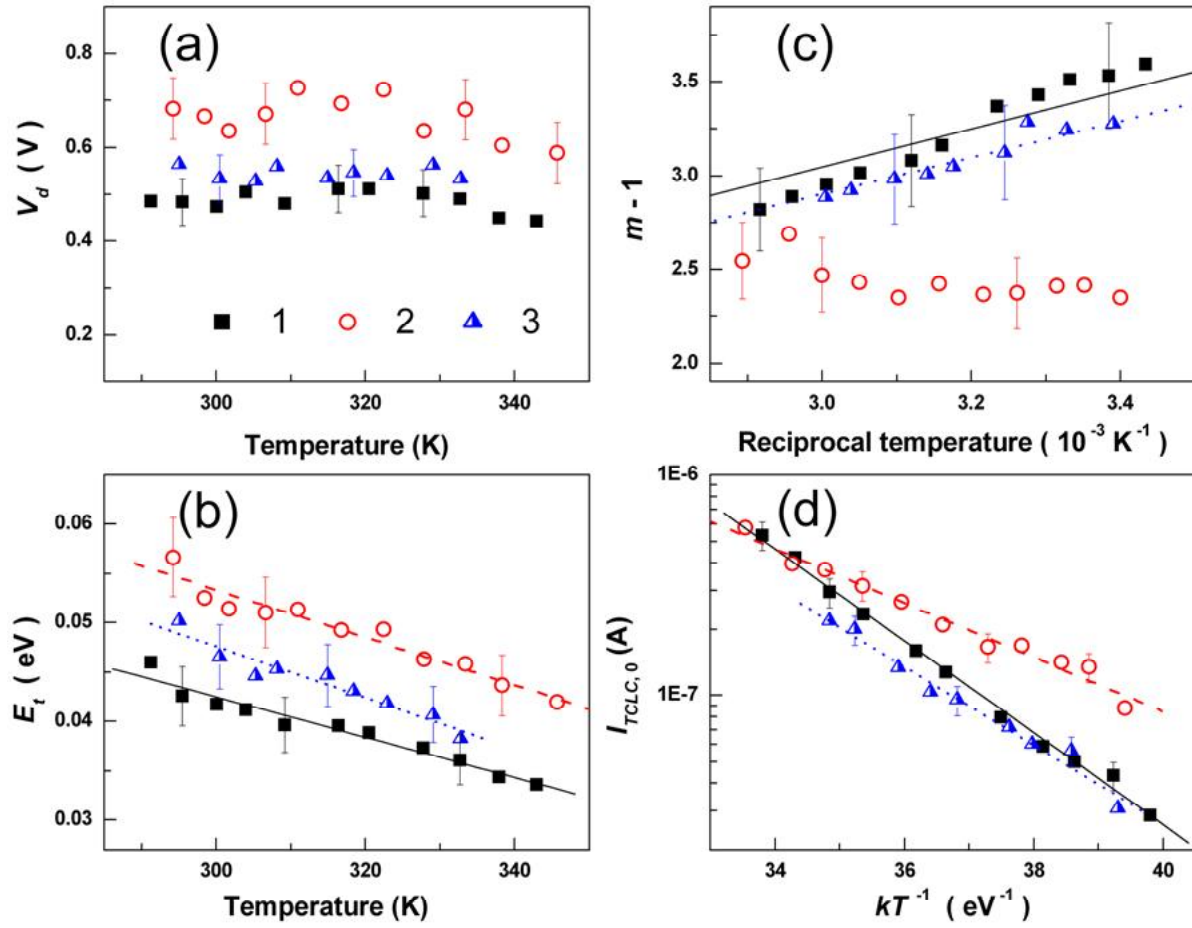 (a)
0.8
0.6
0.4
0.2
V_d ( V )
1 2 3
300 320 340
Temperature (K)
(c)
3.5
3.0
2.5
2.0
m - 1
3.0 3.2 3.4
Reciprocal temperature ( 10^-3 K^-1 )
(b)
0.06
0.05
0.04
0.03
E_t ( eV )
300 320 340
Temperature (K)
(d)
1E-6
1E-7
I_TCLC, 0 (A)
34 36 38 40
kT^-1 ( eV^-1 )